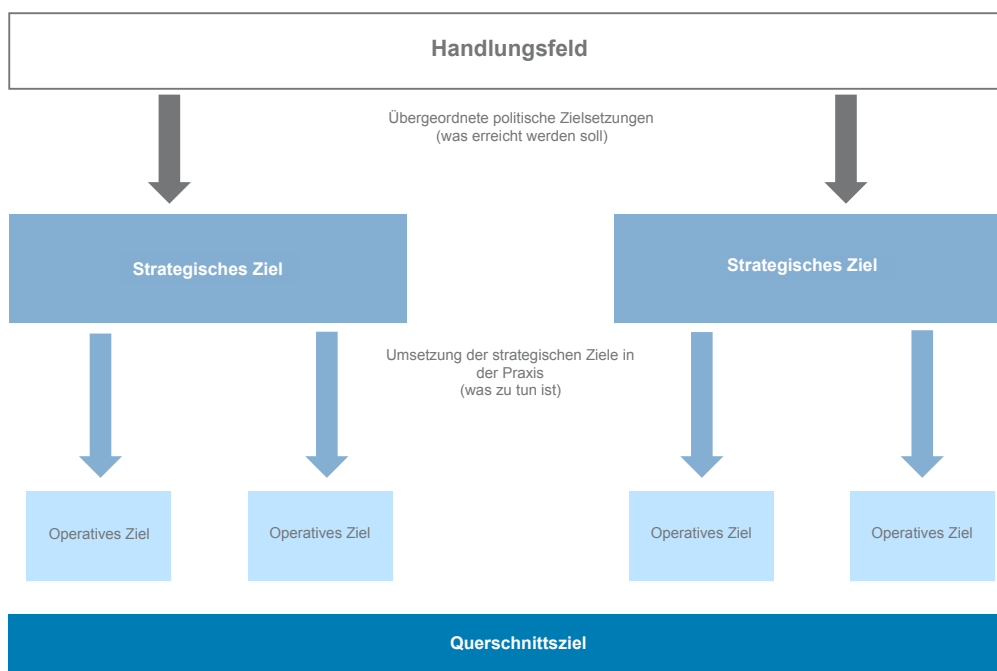 Handlungsfeld
Übergeordnete politische Zielsetzungen
(was erreicht werden soll)
Strategisches Ziel
Strategisches Ziel
Umsetzung der strategischen Ziele in
der Praxis
(was zu tun ist)
Operatives Ziel
Operatives Ziel
Operatives Ziel
Operatives Ziel
Querschnittsziel